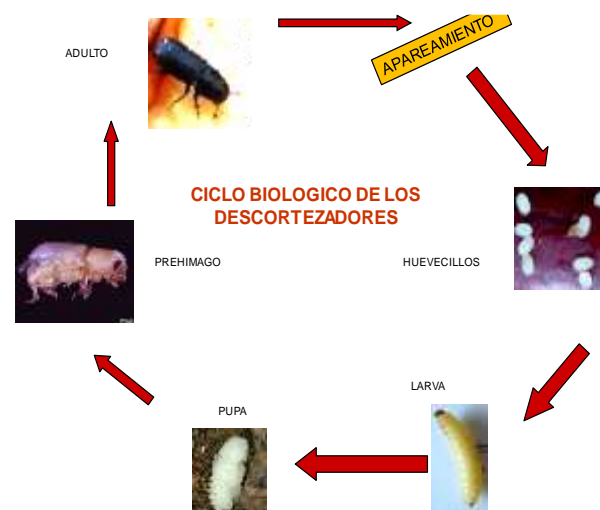 ADULTO
APAREAMIENTO
CICLO BIOLOGICO DE LOS
DESCORTEZADORES
PREHIMAGO
HUEVECILLOS
LARVA
PUPA